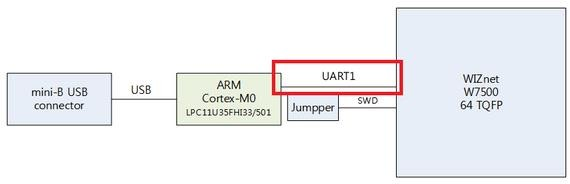 mini-B USB
connector
USB
ARM
Cortex-M0
LPC11U35FHI33/501
UART1
Jumpper
SWD
WIZnet
W7500
64 TQFP